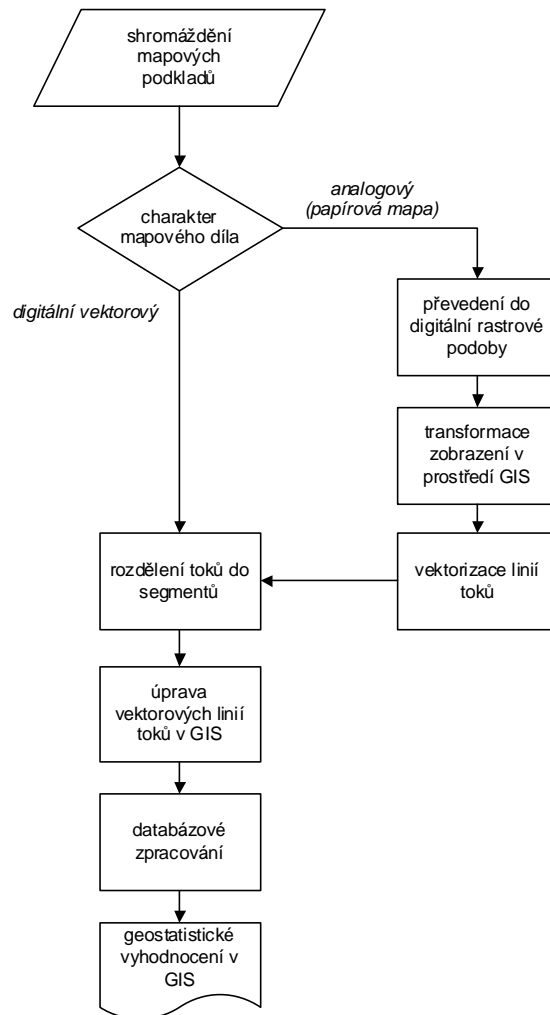 shromáždění
mapových
podkladů
charakter
mapového díla
analogový
(papírová mapa)
digitální vektorový
převedení do
digitální rastrové
podoby
transformace
zobrazení v
prostředí GIS
vektorizace linií
toků
rozdělení toků do
segmentů
úprava
vektorových linií
toků v GIS
databázové
zpracování
geostatistické
vyhodnocení v
GIS